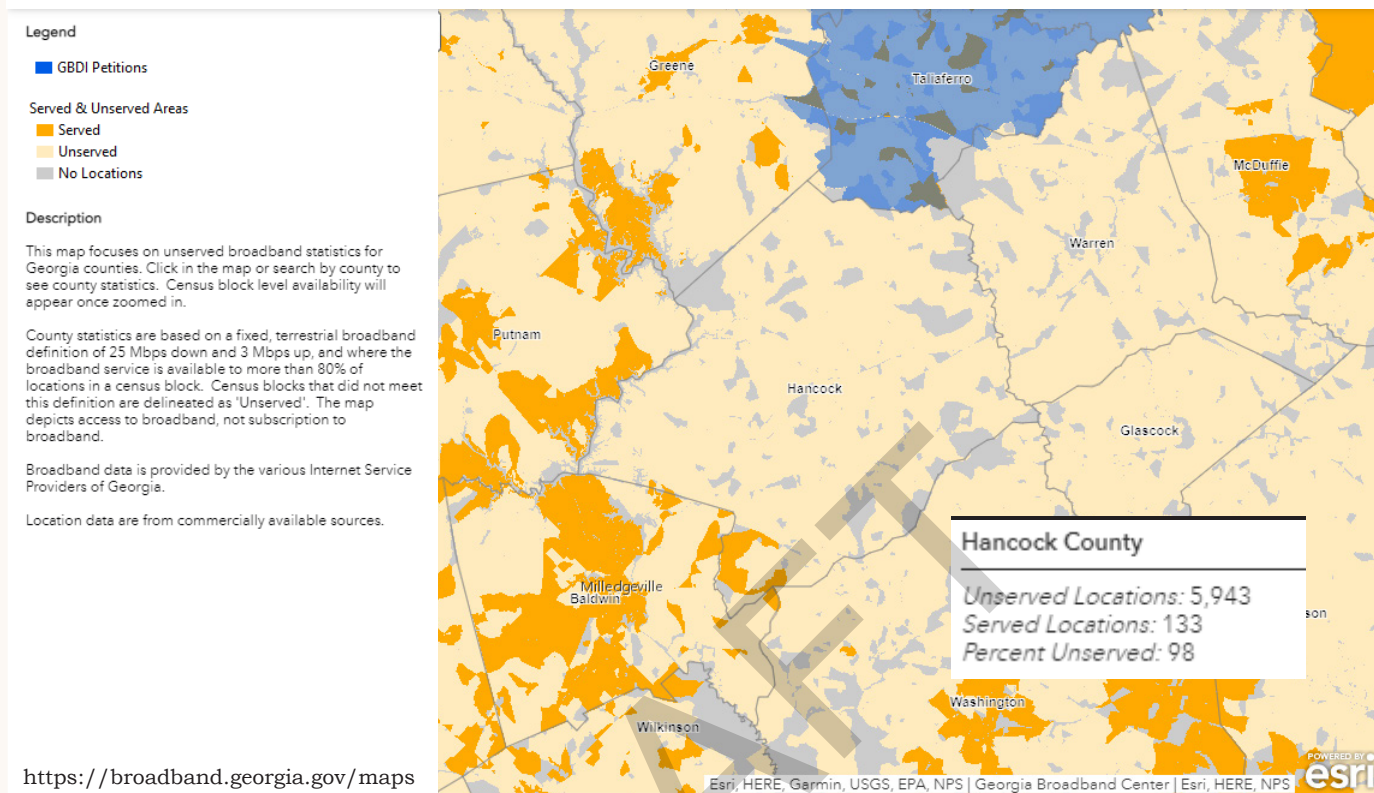 Legend
GBDI Petitions
Served & Unserved Areas
Served
Unserved
No Locations
Description
This map focuses on unserved broadband statistics for
Georgia counties. Click in the map or search by county to
see county statistics. Census block level availability will
appear once zoomed in.
County statistics are based on a fixed, terrestrial broadband
definition of 25 Mbps down and 3 Mbps up, and where the
broadband service is available to more than 80% of
locations in a census block. Census blocks that did not meet
this definition are delineated as 'Unserved'. The map
depicts access to broadband, not subscription to
broadband.
Broadband data is provided by the various Internet Service
Providers of Georgia.
Location data are from commercially available sources.
https://broadband.georgia.gov/maps
Greene
Taliaferro
McDuffie
Warren
Putnam
Hancock
Glascock
Milledgeville
Baldwin
Hancock County
Unserved Locations: 5,943
Served Locations: 133
Percent Unserved: 98
son
Washington
Wilkinson
AFT
Esri, HERE, Garmin, USGS, EPA, NPS | Georgia Broadband Center | Esri, HERE, NPS
POWERED BY
esri